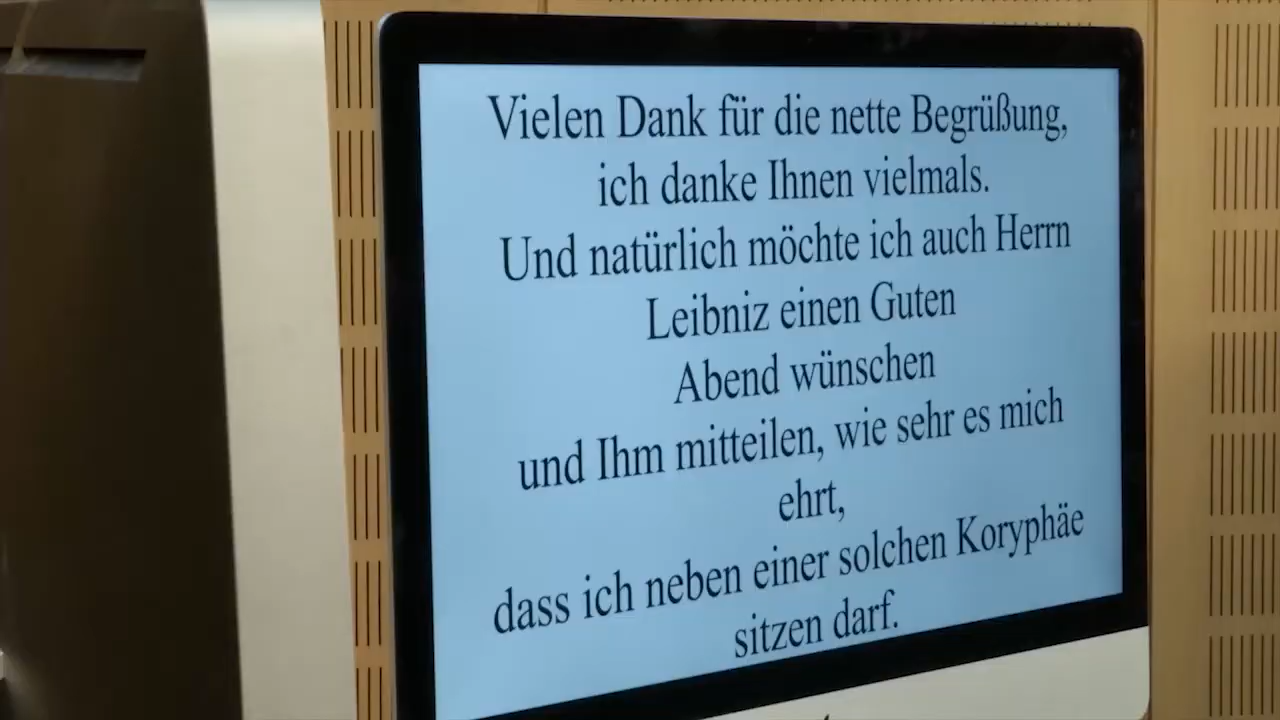 Vielen Dank für die nette Begrüßung,
ich danke Ihnen vielmals.
Und natürlich möchte ich auch Herrn
Leibniz einen Guten
Abend wünschen
und Ihm mitteilen, wie sehr es mich
ehrt,
dass ich neben einer solchen Koryphäe
sitzen darf.